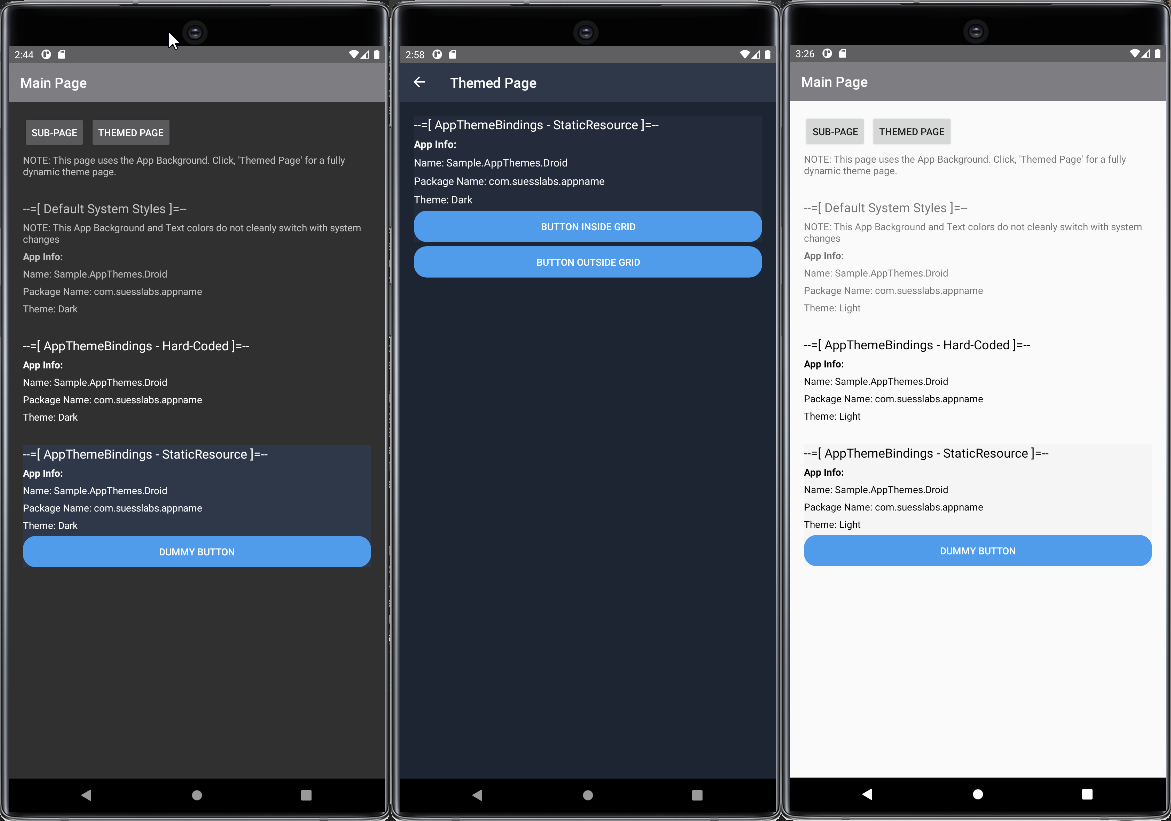 2:44
Main Page
SUB-PAGE THEMED PAGE
NOTE: This page uses the App Background. Click, 'Themed Page' for a fully
dynamic theme page.
--=[ Default System Styles ]=--
NOTE: This App Background and Text colors do not cleanly switch with system
changes
App Info:
Name: Sample.AppThemes.Droid
Package Name: com.suesslabs.appname
Theme: Dark
--=[ AppThemeBindings - Hard-Coded ]=--
App Info:
Name: Sample.AppThemes.Droid
Package Name: com.suesslabs.appname
Theme: Dark
--=[ AppThemeBindings - StaticResource ]=--
App Info:
Name: Sample.AppThemes.Droid
Package Name: com.suesslabs.appname
Theme: Dark
DUMMY BUTTON
2:58
Themed Page
--=[ AppThemeBindings - StaticResource ]=--
App Info:
Name: Sample.AppThemes.Droid
Package Name: com.suesslabs.appname
Theme: Dark
BUTTON INSIDE GRID
BUTTON OUTSIDE GRID
3:26
Main Page
SUB-PAGE THEMED PAGE
NOTE: This page uses the App Background. Click, 'Themed Page' for a fully
dynamic theme page.
--=[ Default System Styles ]=--
NOTE: This App Background and Text colors do not cleanly switch with system
changes
App Info:
Name: Sample.AppThemes.Droid
Package Name: com.suesslabs.appname
Theme: Light
--=[ AppThemeBindings - Hard-Coded ]=--
App Info:
Name: Sample.AppThemes.Droid
Package Name: com.suesslabs.appname
Theme: Light
--=[ AppThemeBindings - StaticResource ]=--
App Info:
Name: Sample.AppThemes.Droid
Package Name: com.suesslabs.appname
Theme: Light
DUMMY BUTTON